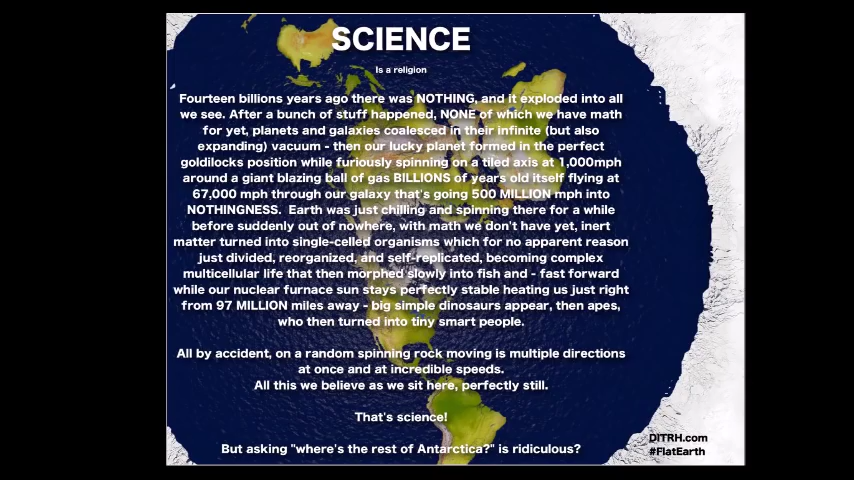 SCIENCE
Is a religion
Fourteen billions years ago there was NOTHING, and it exploded into all
we see. After a bunch of stuff happened, NONE of which we have math
for yet, planets and galaxies coalesced in their infinite (but also
expanding) vacuum - then our lucky planet formed in the perfect
goldilocks position while furiously spinning on a tiled axis at 1,000mph
around a giant blazing ball of gas BILLIONS of years old itself flying at
67,000 mph through our galaxy that's going 500 MILLION mph into
NOTHINGNESS. Earth was just chilling and spinning there for a while
before suddenly out of nowhere, with math we don't have yet, inert
matter turned into single-celled organisms which for no apparent reason
just divided, reorganized, and self-replicated, becoming complex
multicellular life that then morphed slowly into fish and - fast forward
while our nuclear furnace sun stays perfectly stable heating us just right
from 97 MILLION miles away - big simple dinosaurs appear, then apes,
who then turned into tiny smart people.
All by accident, on a random spinning rock moving is multiple directions
at once and at incredible speeds.
All this we believe as we sit here, perfectly still.
That's science!
But asking "where's the rest of Antarctica?" is ridiculous?
DITRH.com
#FlatEarth